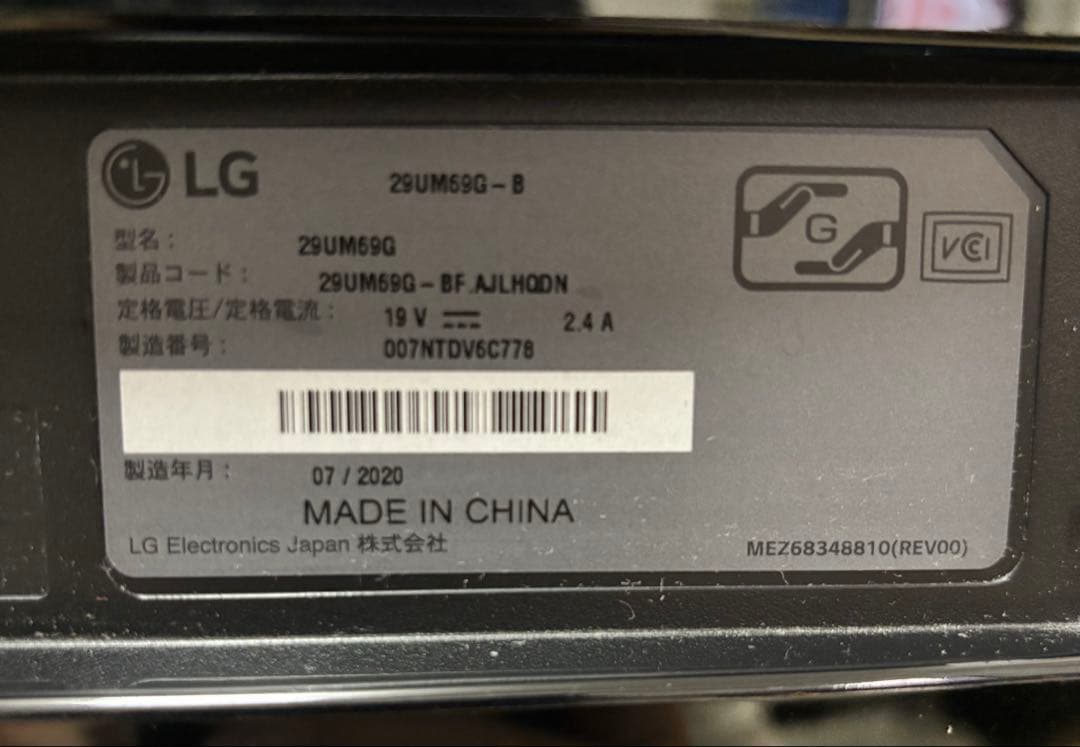 LG 29UM69G-B
型名: 29UM69G
製品コード: 29UM69G-BF.AJLHQDN
定格電圧/定格電流: 19 V 2.4 A
製造番号: 007NTDV6C778
G
VCI
製造年月: 07 / 2020
MADE IN CHINA
LG Electronics Japan 株式会社
MEZ68348810(REV00)